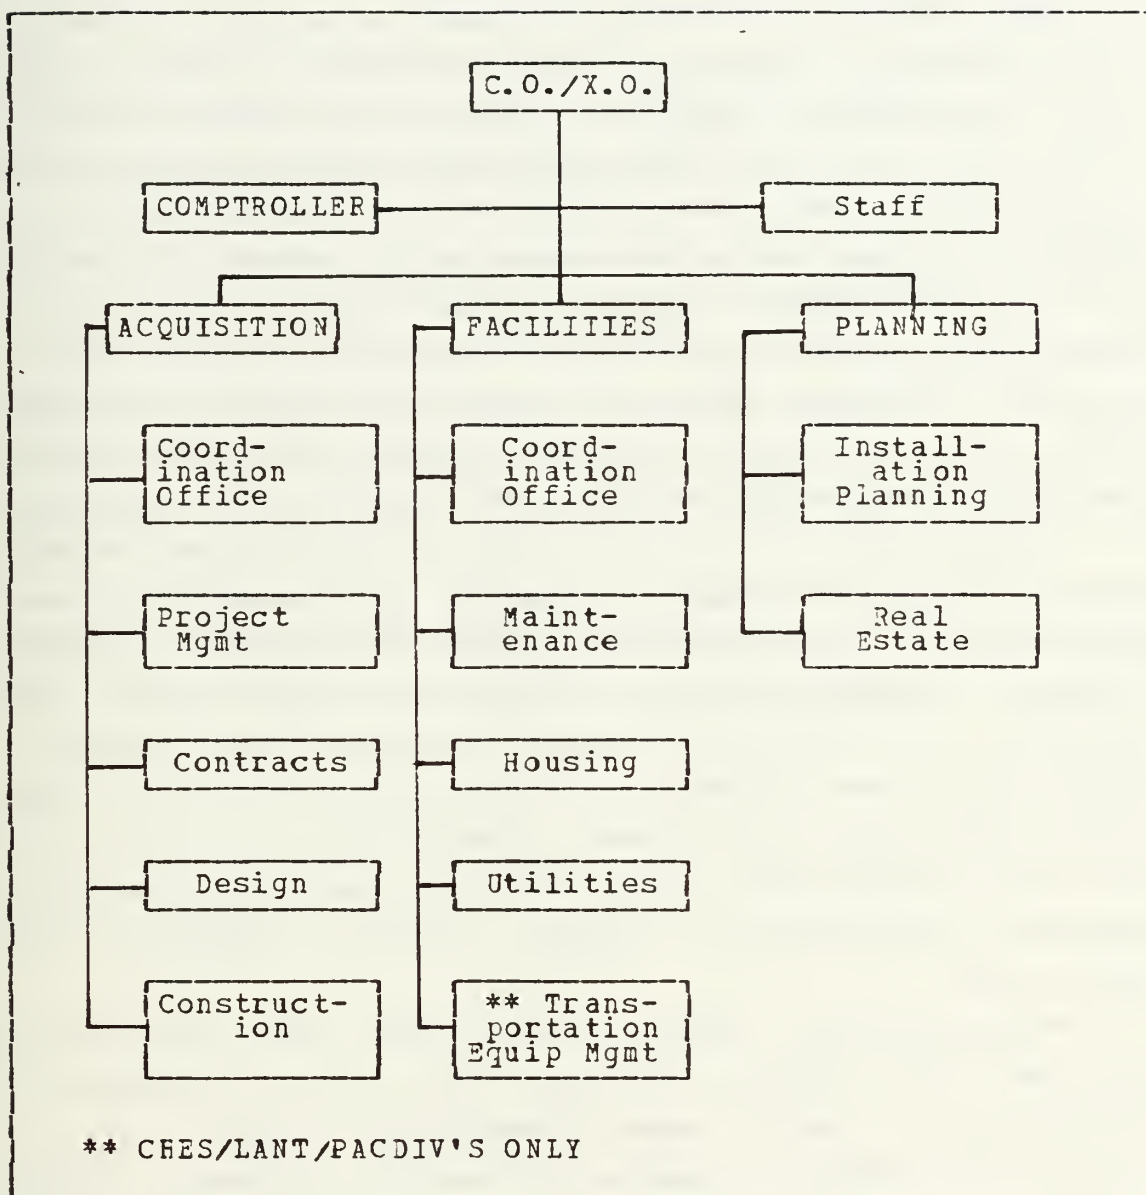 C.O./X.O.
COMPTROLLER
Staff
ACQUISITION
FACILITIES
PLANNING
Coord-
ination
Office
Coord-
ination
Office
Install-
ation
Planning
Project
Mgmt
Maint-
enance
Real
Estate
Contracts
Housing
Design
Utilities
Construct-
ion
** Trans-
portation
Equip Mgmt
** CHES/LANT/PACDIV'S ONLY